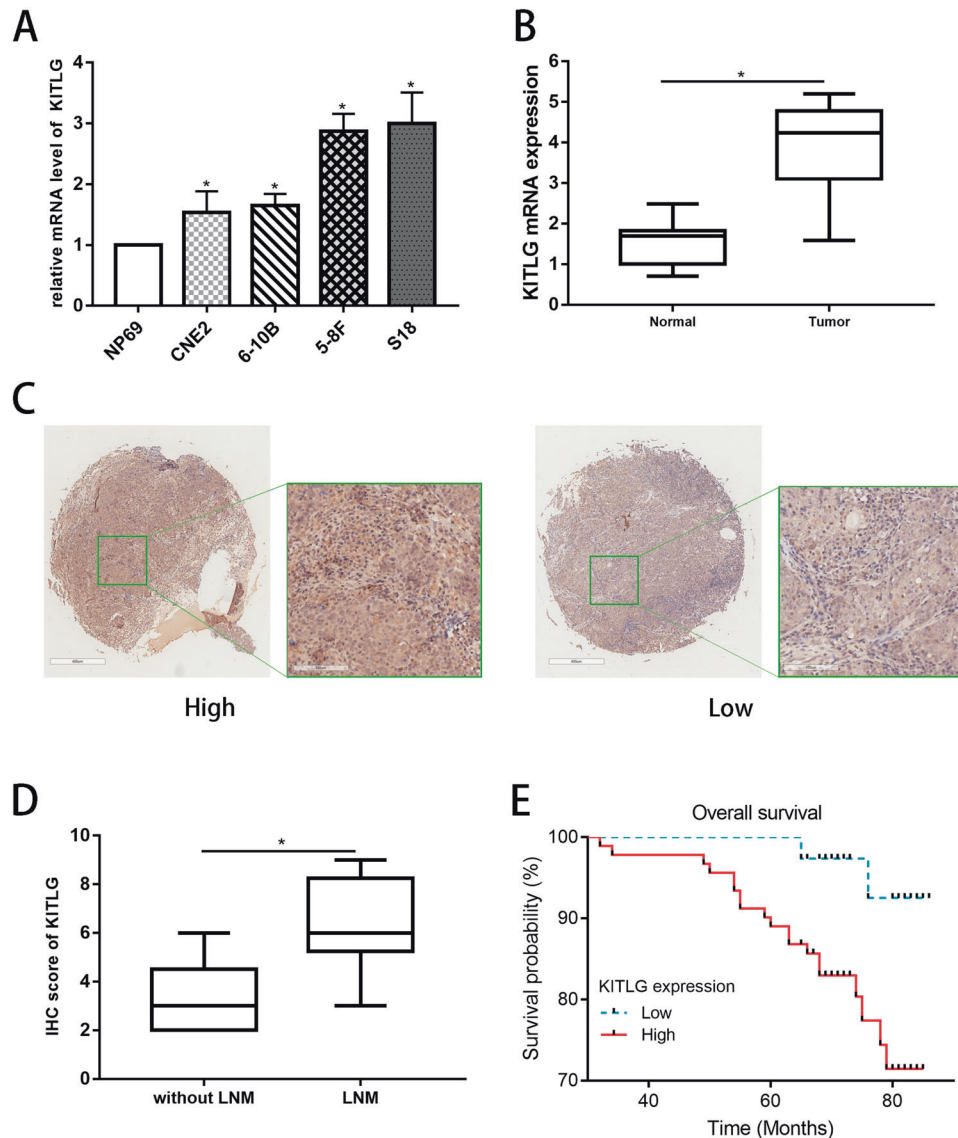 A
relative mRNA level of KITLG
4
3
2
1
0
*
*
*
*
NP69
CNE2
6-10B
5-8F
S18
B
KITLG mRNA expression
6
5
4
3
2
1
0
*
Normal
Tumor
C
High
Low
D
IHC score of KITLG
10
8
6
4
2
0
*
without LNM
LNM
E
Overall survival
Survival probability (%)
100
90
80
70
KITLG expression
Low
High
40
60
80
Time (Months)